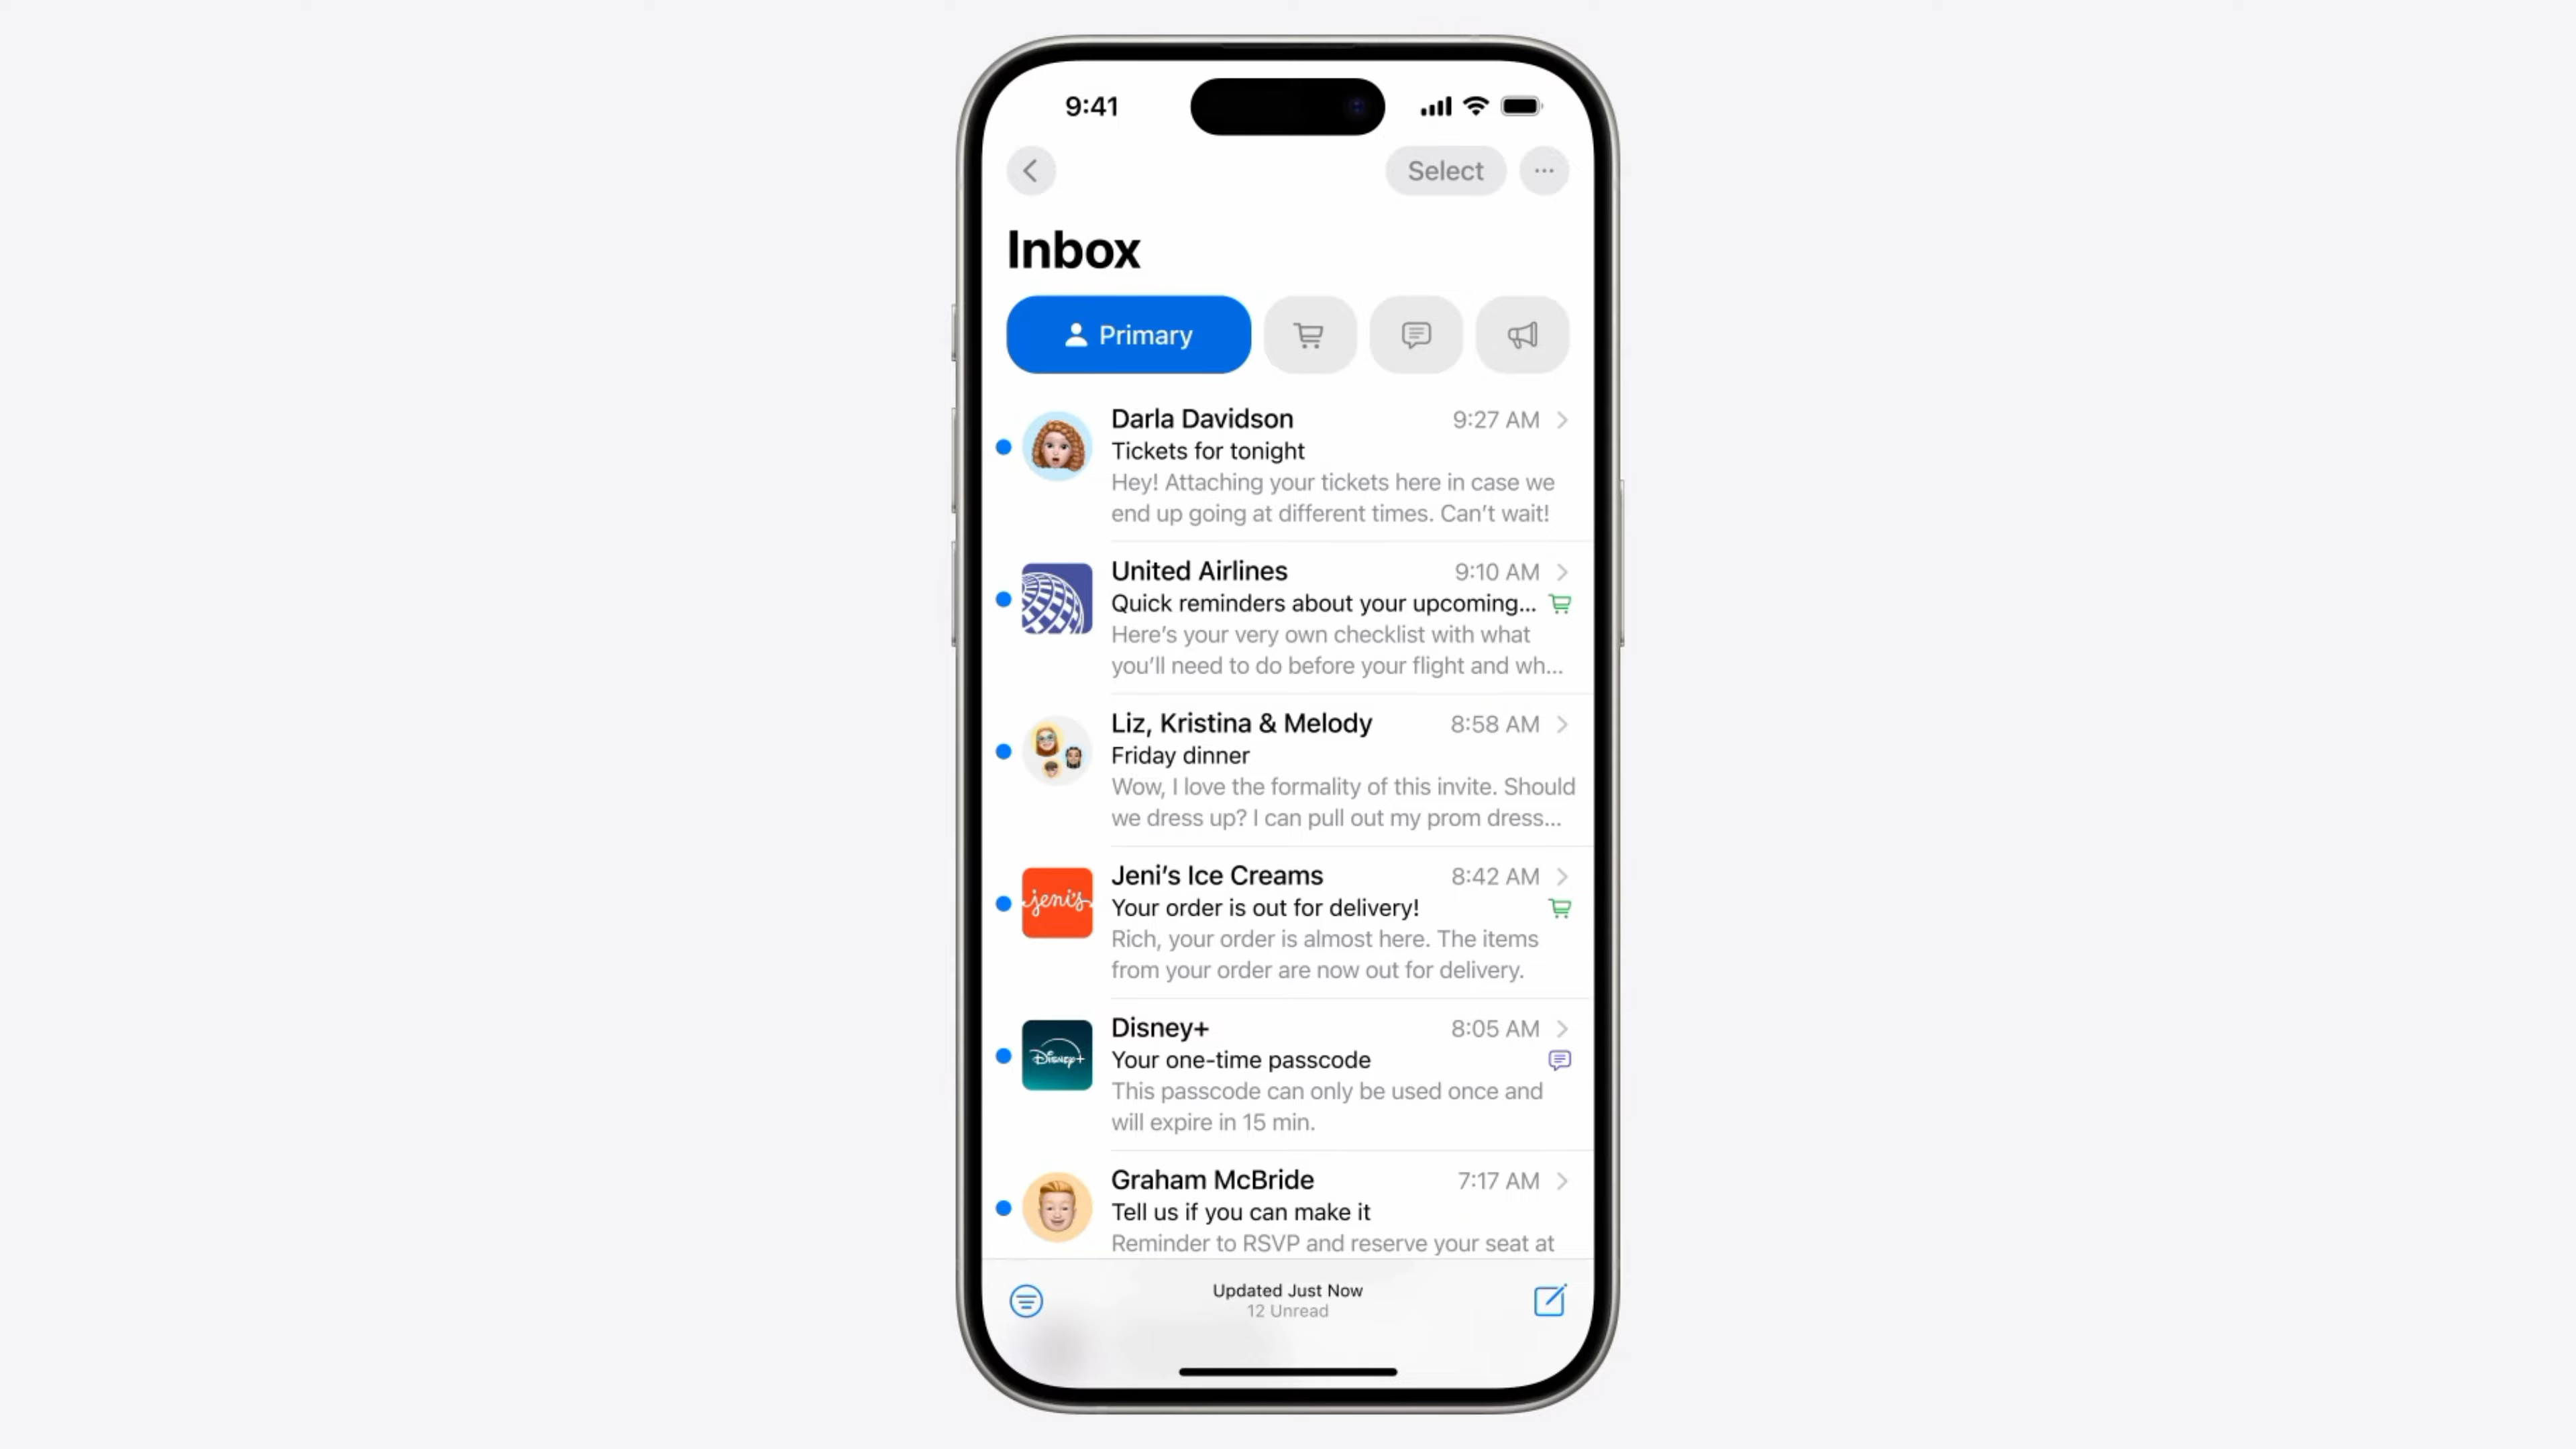 9:41
Select
Inbox
Primary
Darla Davidson 9:27 AM
Tickets for tonight
Hey! Attaching your tickets here in case we
end up going at different times. Can’t wait!
United Airlines 9:10 AM
Quick reminders about your upcoming...
Here’s your very own checklist with what
you’ll need to do before your flight and wh...
Liz, Kristina & Melody 8:58 AM
Friday dinner
Wow, I love the formality of this invite. Should
we dress up? I can pull out my prom dress...
jeni's
Jeni’s Ice Creams 8:42 AM
Your order is out for delivery!
Rich, your order is almost here. The items
from your order are now out for delivery.
Disney+
Disney+ 8:05 AM
Your one-time passcode
This passcode can only be used once and
will expire in 15 min.
Graham McBride 7:17 AM
Tell us if you can make it
Reminder to RSVP and reserve your seat at
Updated Just Now
12 Unread